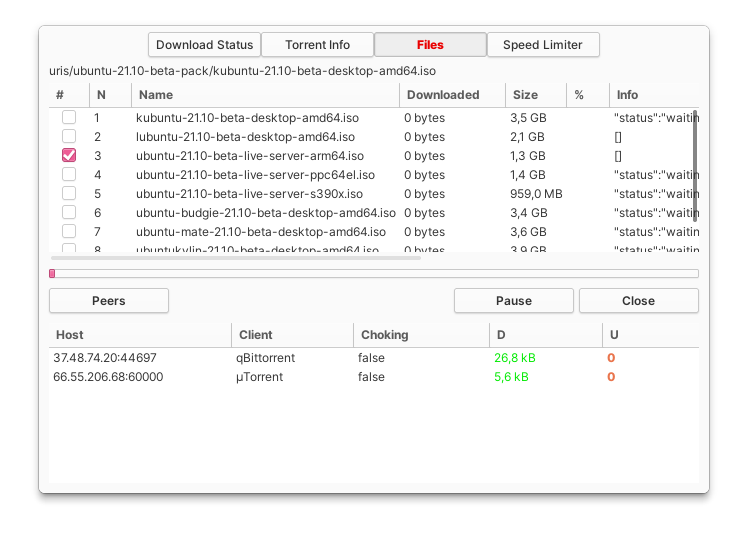 Download Status Torrent Info Files Speed Limiter
uris/ubuntu-21.10-beta-pack/kubuntu-21.10-beta-desktop-amd64.iso
# N Name Downloaded Size % Info
1 kubuntu-21.10-beta-desktop-amd64.iso 0 bytes 3,5 GB "status":"waitin
2 lubuntu-21.10-beta-desktop-amd64.iso 0 bytes 2,1 GB []
3 ubuntu-21.10-beta-live-server-arm64.iso 0 bytes 1,3 GB []
4 ubuntu-21.10-beta-live-server-ppc64el.iso 0 bytes 1,4 GB "status":"waitin
5 ubuntu-21.10-beta-live-server-s390x.iso 0 bytes 959,0 MB "status":"waitin
6 ubuntu-budgie-21.10-beta-desktop-amd64.iso 0 bytes 3,4 GB "status":"waitin
7 ubuntu-mate-21.10-beta-desktop-amd64.iso 0 bytes 3,6 GB "status":"waitin
8 ubuntukylin-21.10-beta-desktop-amd64.iso 0 bytes 3,9 GB "status":"waitin
Peers Pause Close
Host Client Choking D U
37.48.74.20:44697 qBittorrent false 26,8 kB 0
66.55.206.68:60000 µTorrent false 5,6 kB 0